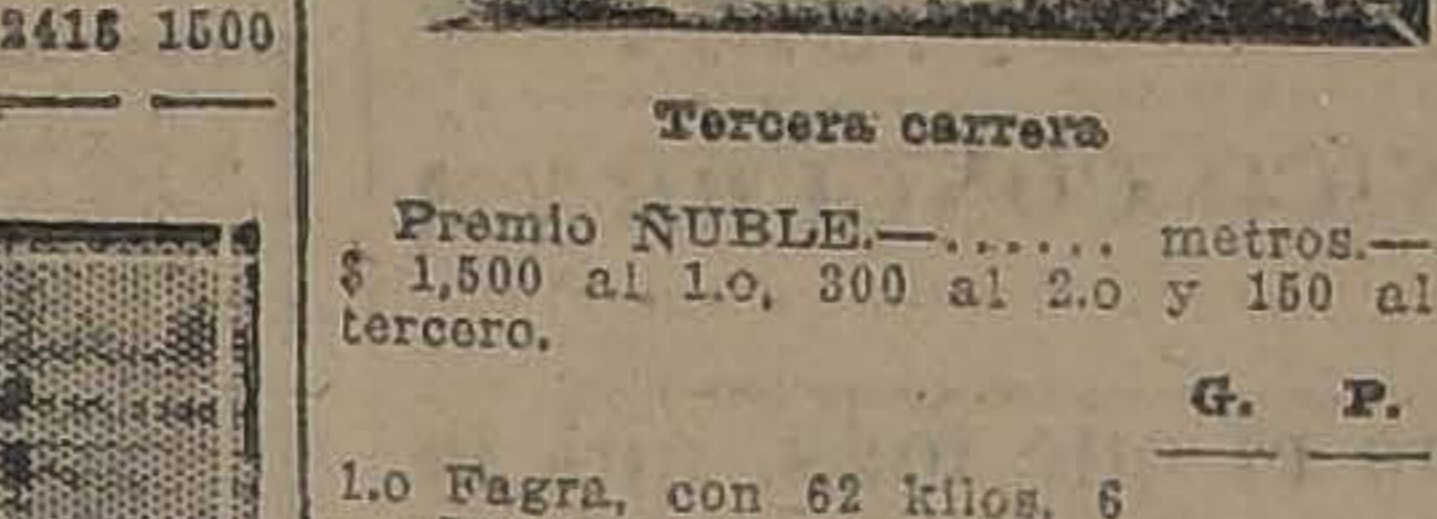 2415 1500
Tercera carrera
Premio ÑUBLE.—...... metros.—
$ 1,500 al 1.o, 300 al 2.o y 150 al
tercero.
G. P.
1.o Fagra, con 62 kilos, 6